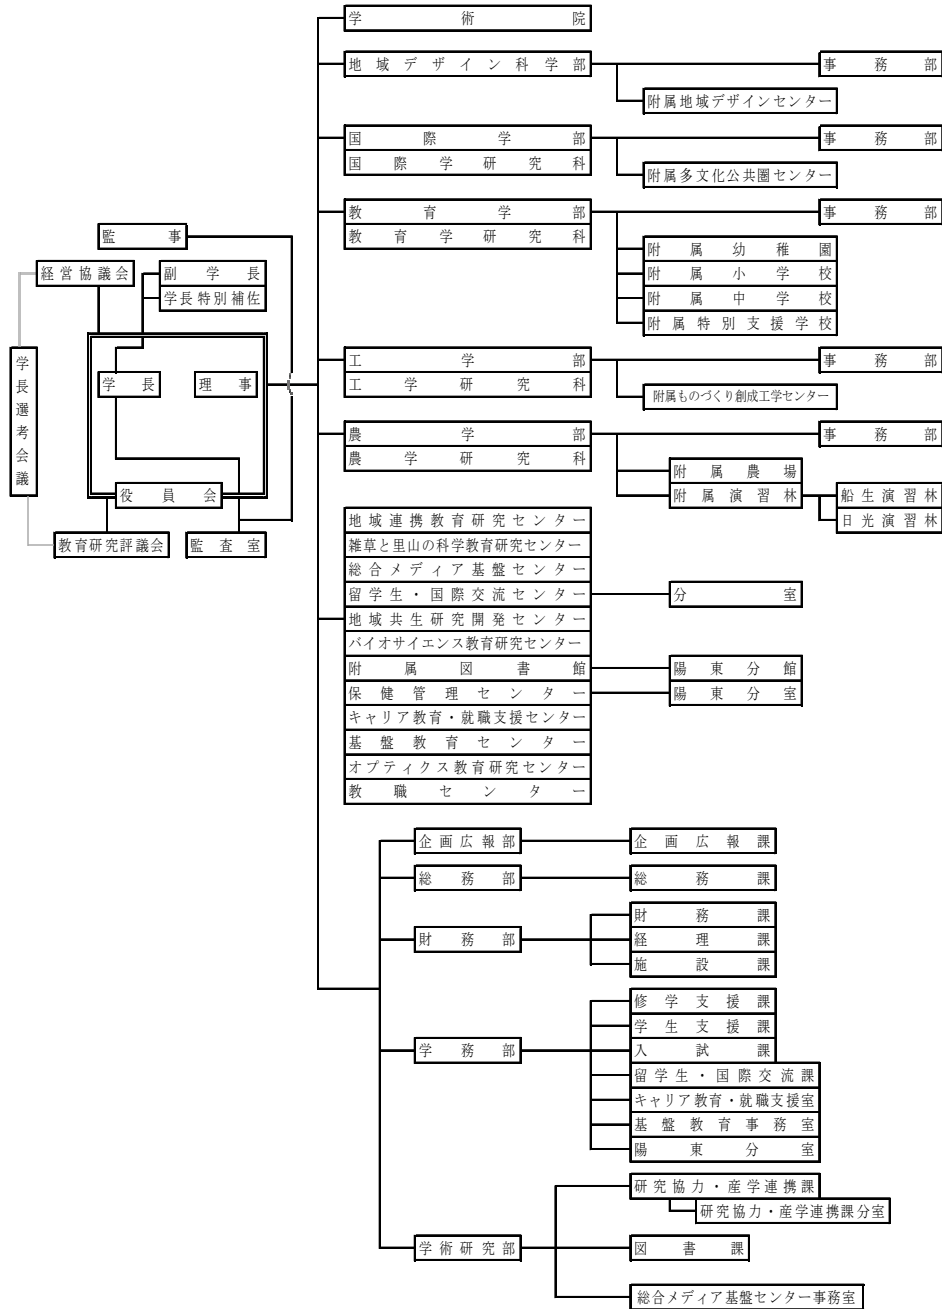 学術院
地域デザイン科学部
事務部
附属地域デザインセンター
国際学部
事務部
国際学研究科
附属多文化公共圏センター
教育学部
事務部
教育学研究科
附属幼稚園
附属小学校
附属中学校
附属特別支援学校
監事
経営協議会
副学長
学長特別補佐
学長選考会議
学長
理事
役員会
教育研究評議会
監査室
工学部
事務部
工学研究科
附属ものづくり創成工学センター
農学部
事務部
農学研究科
附属農場
附属演習林
船生演習林
日光演習林
地域連携教育研究センター
雑草と里山の科学教育研究センター
総合メディア基盤センター
留学生・国際交流センター
分室
地域共生研究開発センター
バイオサイエンス教育研究センター
附属図書館
陽東分館
保健管理センター
陽東分室
キャリア教育・就職支援センター
基盤教育センター
オプティクス教育研究センター
教職センター
企画広報部
企画広報課
総務部
総務課
財務部
財務課
経理課
施設課
学務部
修学支援課
学生支援課
入試課
留学生・国際交流課
キャリア教育・就職支援室
基盤教育事務室
陽東分室
学術研究部
研究協力・産学連携課
研究協力・産学連携課分室
図書課
総合メディア基盤センター事務室